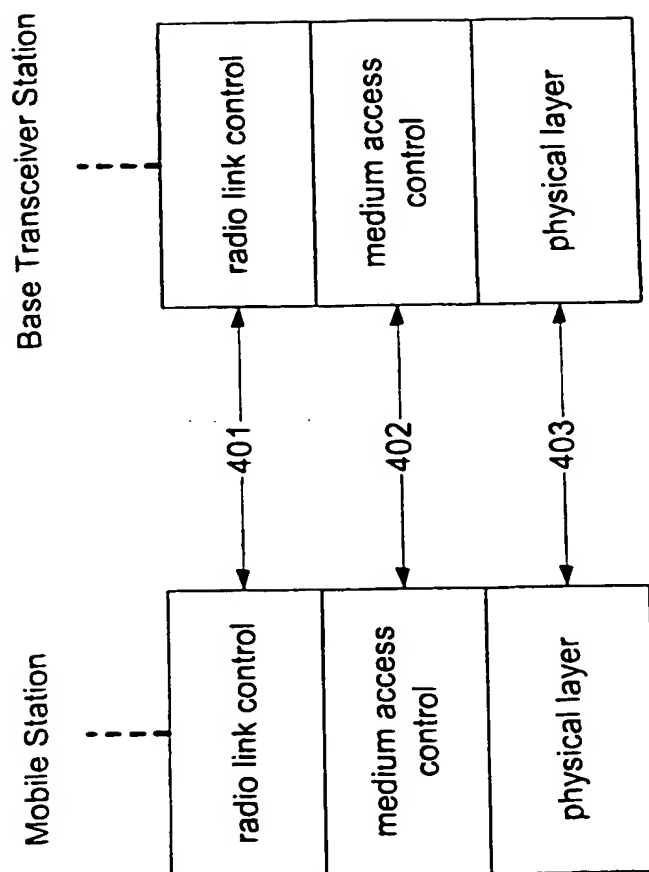 Mobile Station
radio link control
medium access
control
physical layer
401
402
403
Base Transceiver Station
radio link control
medium access
control
physical layer